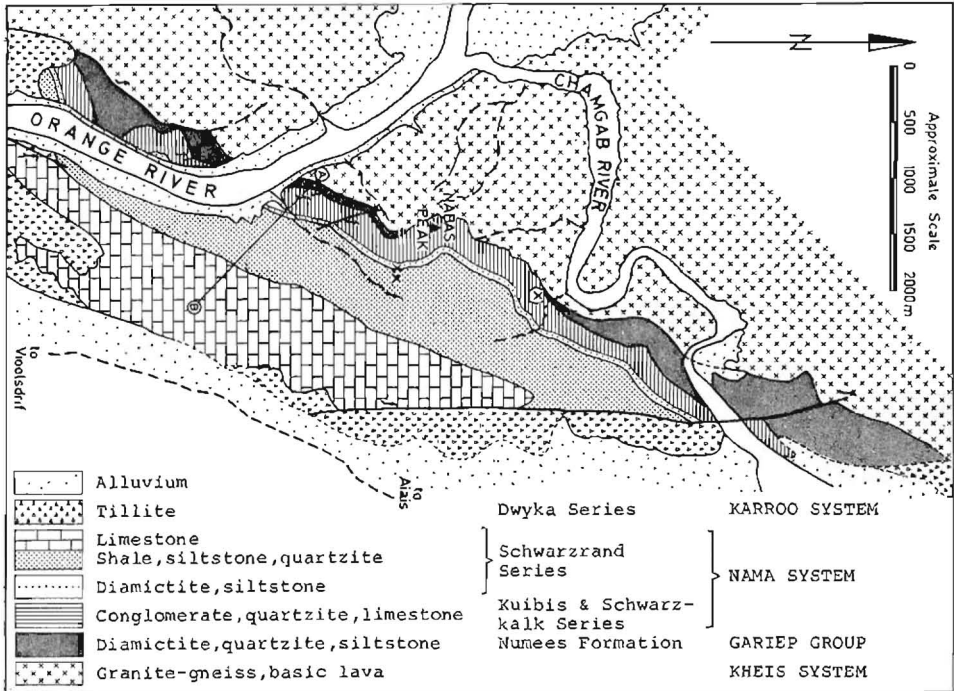 N
0
500
1000
1500
2000m
Approximale Scale
CHAMGAB RIVER
ORANGE RIVER
NABAS
PEAK
A
B
X
to
Vioolsdrif
to
Aiais
Alluvium
Tillite Dwyka Series KARROO SYSTEM
Limestone
Shale,siltstone,quartzite Schwarzrand
Series
Diamictite,siltstone NAMA SYSTEM
Conglomerate,quartzite,limestone Kuibis & Schwarz-
kalk Series
Diamictite,quartzite,siltstone Numees Formation GARIEP GROUP
Granite-gneiss,basic lava KHEIS SYSTEM